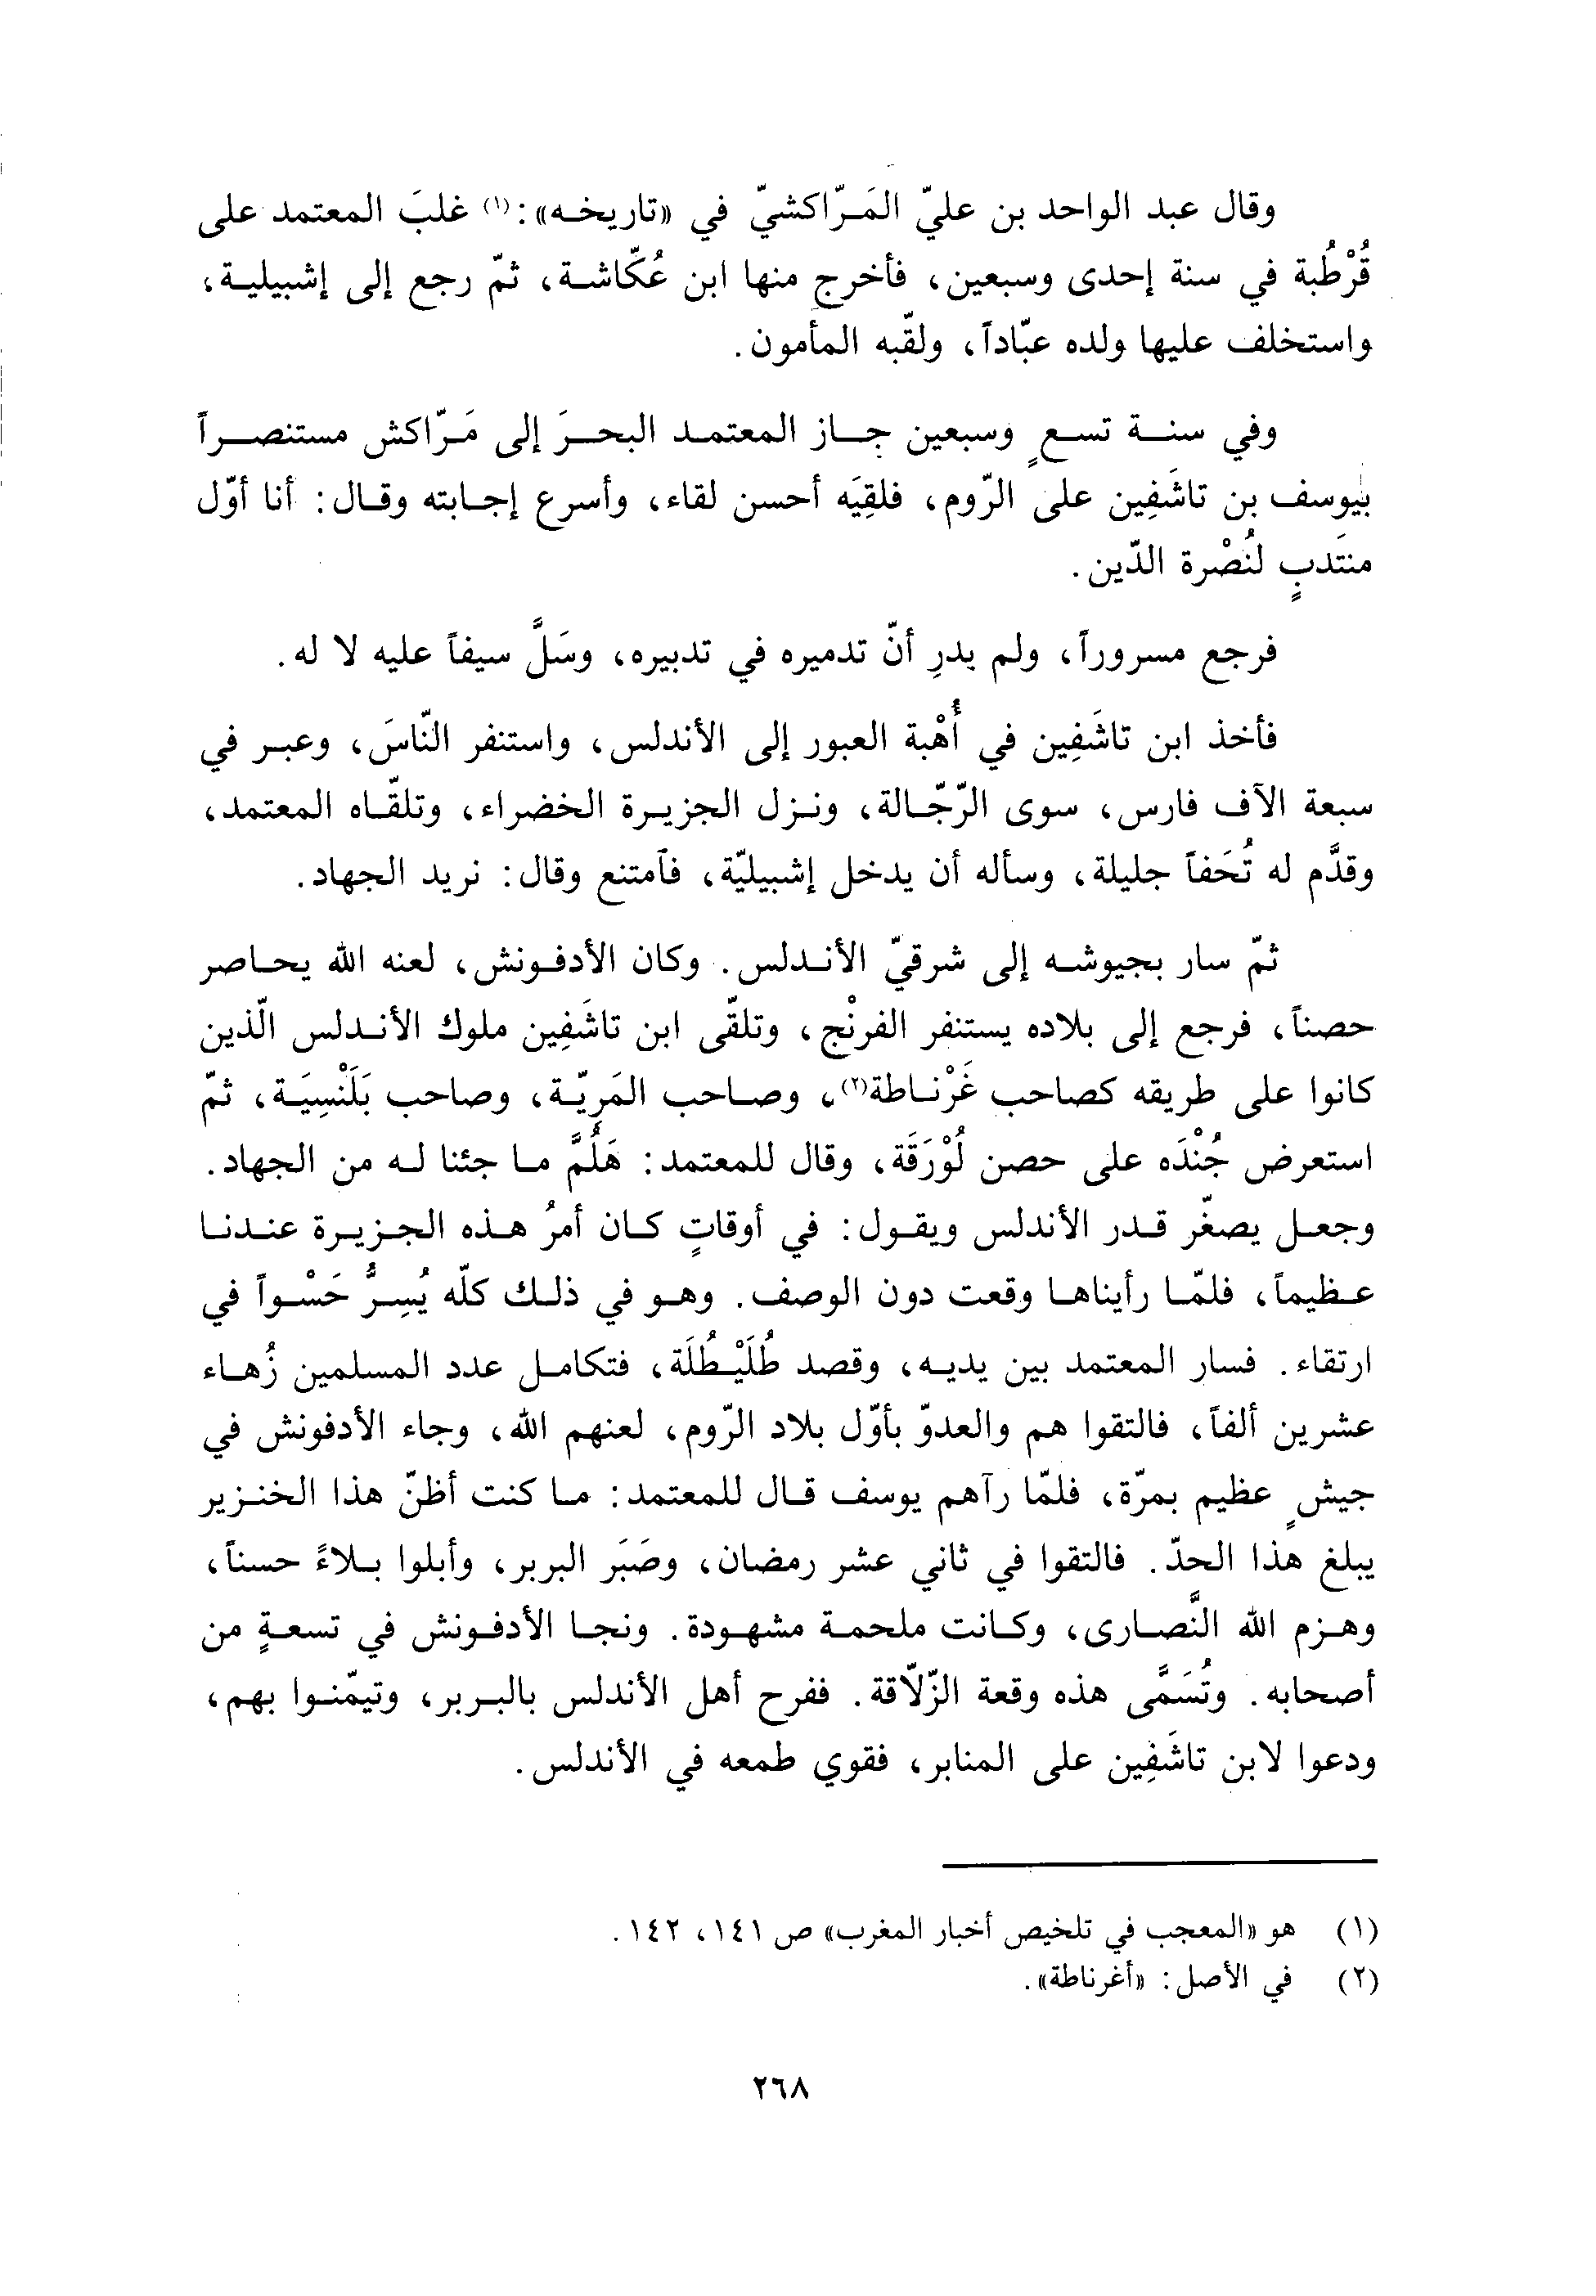 وقال عبد الواحد بن عليّ المَرّاكشيّ في «تاريخه»:(١) غلبَ المعتمد على
قُرْطُبة في سنة إحدى وسبعين، فأخرج منها ابن عُكّاشة، ثمّ رجع إلى إشبيلية،
واستخلف عليها ولده عبّاداً، ولقّبه المأمون.
وفي سنة تسعٍ وسبعين جاز المعتمد البحرَ إلى مَرّاكش مستنصراً
بيوسف بن تاشَفِين على الرّوم، فلقِيَه أحسن لقاء، وأسرع إجابته وقال: أنا أوّل
منتَدبٍ لنُصْرة الدّين.
فرجع مسروراً، ولم يدرِ أنّ تدميره في تدبيره، وسَلَّ سيفاً عليه لا له.
فأخذ ابن تاشَفِين في أُهْبة العبور إلى الأندلس، واستنفر النّاسَ، وعبر في
سبعة الآف فارس، سوى الرّجّالة، ونزل الجزيرة الخضراء، وتلقّاه المعتمد،
وقدَّم له تُحَفاً جليلة، وسأله أن يدخل إشبيليّة، فآمتنع وقال: نريد الجهاد.
ثمّ سار بجيوشه إلى شرقيّ الأندلس. وكان الأدفونش، لعنه الله يحاصر
حصناً، فرجع إلى بلاده يستنفر الفرنْج، وتلقّى ابن تاشَفِين ملوك الأندلس الّذين
كانوا على طريقه كصاحب غَرْناطة(٢)، وصاحب المَرِيّة، وصاحب بَلَنْسِيَة، ثمّ
استعرض جُنْدَه على حصن لُوْرَقَة، وقال للمعتمد: هَلُمَّ ما جئنا له من الجهاد.
وجعل يصغّر قدر الأندلس ويقول: في أوقاتٍ كان أمرُ هذه الجزيرة عندنا
عظيماً، فلمّا رأيناها وقعت دون الوصف. وهو في ذلك كلّه يُسِرُّ حَسْواً في
ارتقاء. فسار المعتمد بين يديه، وقصد طُلَيْطُلَة، فتكامل عدد المسلمين زُهاء
عشرين ألفاً، فالتقوا هم والعدوّ بأوّل بلاد الرّوم، لعنهم الله، وجاء الأدفونش في
جيشٍ عظيم بمرّة، فلمّا رآهم يوسف قال للمعتمد: ما كنت أظنّ هذا الخنزير
يبلغ هذا الحدّ. فالتقوا في ثاني عشر رمضان، وصَبَر البربر، وأبلوا بلاءً حسناً،
وهزم الله النَّصارى، وكانت ملحمة مشهودة. ونجا الأدفونش في تسعةٍ من
أصحابه. وتُسَمَّى هذه وقعة الزّلاّقة. ففرح أهل الأندلس بالبربر، وتيمّنوا بهم،
ودعوا لابن تاشَفِين على المنابر، فقوي طمعه في الأندلس.
(١) هو «المعجب في تلخيص أخبار المغرب» ص ١٤١، ١٤٢.
(٢) في الأصل: «أغرناطة».
٢٦٨